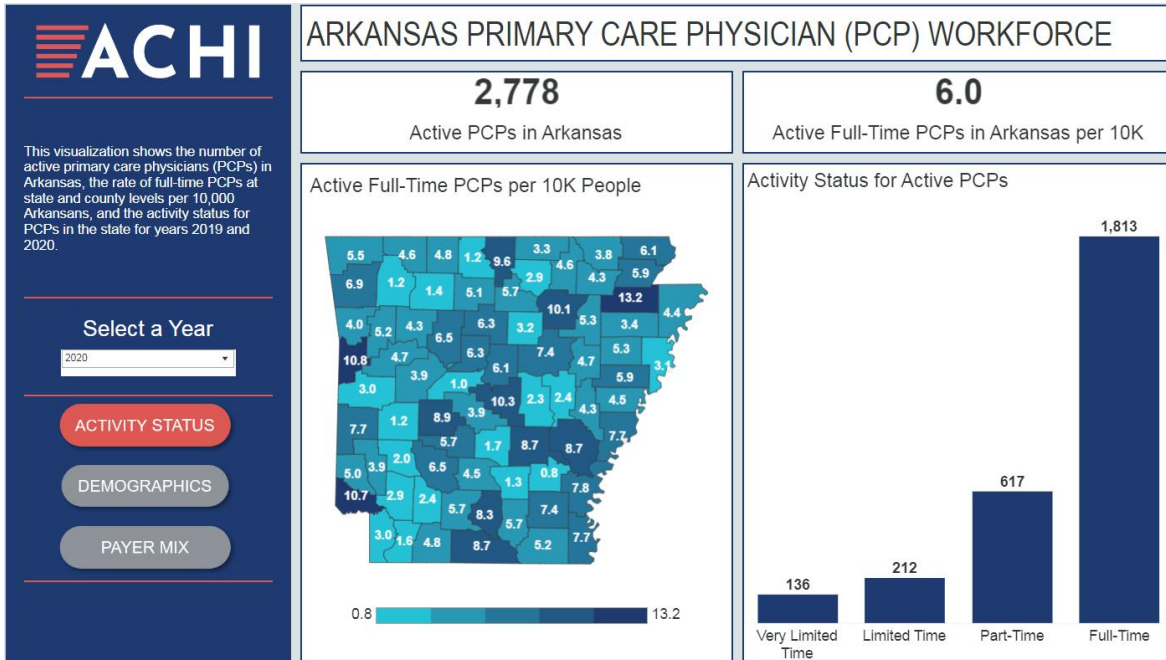 ACHI
This visualization shows the number of
active primary care physicians (PCPs) in
Arkansas, the rate of full-time PCPs at
state and county levels per 10,000
Arkansans, and the activity status for
PCPs in the state for years 2019 and
2020.
Select a Year
2020
ACTIVITY STATUS
DEMOGRAPHICS
PAYER MIX
ARKANSAS PRIMARY CARE PHYSICIAN (PCP) WORKFORCE
2,778
Active PCPs in Arkansas
6.0
Active Full-Time PCPs in Arkansas per 10K
Active Full-Time PCPs per 10K People
5.5 4.6 4.8 1.2 9.6 3.3 3.8 6.1
6.9 1.2 1.4 5.1 5.7 2.9 4.6 4.3 5.9
13.2
4.0 5.2 4.3 6.5 6.3 3.2 10.1 5.3 3.4 4.4
10.8 4.7 6.3 7.4 4.7 5.3 3.1
3.0 3.9 1.0 6.1 5.9
10.3 2.3 2.4 4.3 4.5
7.7 1.2 8.9 3.9 7.7
5.7 1.7 8.7 8.7
5.0 3.9 2.0 6.5 4.5 1.3 0.8 7.8
10.7 2.9 2.4 5.7 8.3 5.7 7.4
3.0 1.6 4.8 8.7 5.2 7.7
0.8 13.2
Activity Status for Active PCPs
1,813
617
212
136
Very Limited Time Limited Time Part-Time Full-Time